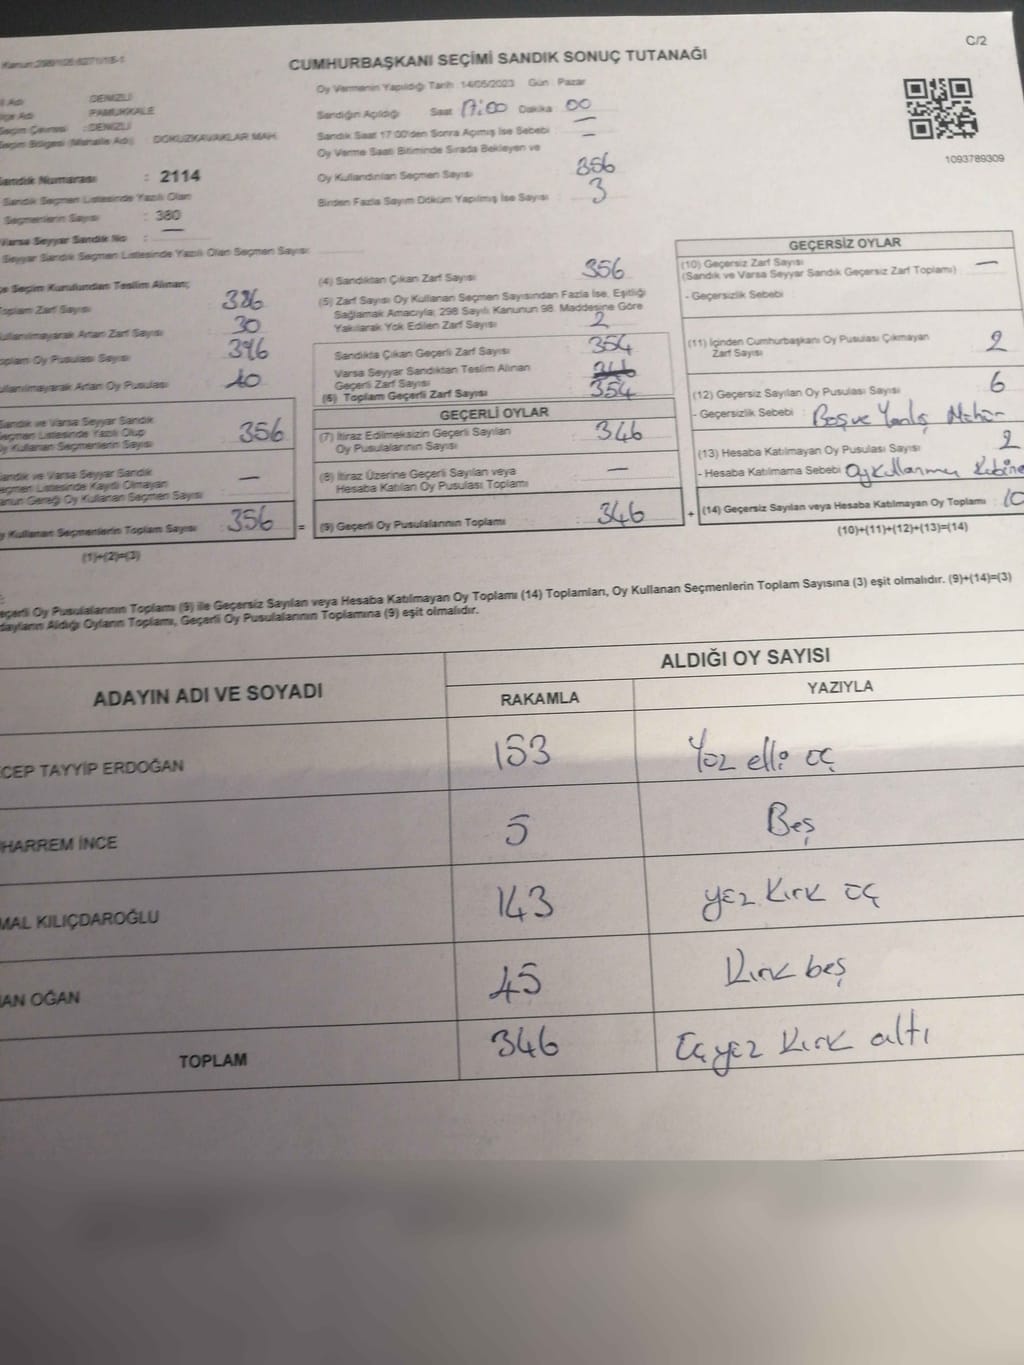 C/2
CUMHURBAŞKANI SEÇİMİ SANDIK SONUÇ TUTANAĞI
Oy Vermenin Yapıldığı Tarih : 14/05/2023 Gün : Pazar
DENİZLİ
PAMUKKALE
: DENİZLİ
DOKUZKAVAKLAR MAH.
Sandığın Açıldığı Saat 17:00 Dakika 00
Sandık Saat 17:00'den Sonra Açılmış İse Sebebi —
Oy Verme Saati Bitiminde Sırada Bekleyen ve —
Oy Kullandırılan Seçmen Sayısı 356
Birden Fazla Sayım Döküm Yapılmış İse Sayısı 3
1093789309
Sandık Numarası : 2114
Sandık Seçmen Listesinde Yazılı Olan
Seçmenlerin Sayısı : 380
Varsa Seyyar Sandık No : —
Seyyar Sandık Seçmen Listesinde Yazılı Olan Seçmen Sayısı:
Seçim Kurulundan Teslim Alınan;
Toplam Zarf Sayısı 386
Kullanılmayarak Artan Zarf Sayısı 30
Toplam Oy Pusulası Sayısı 396
Kullanılmayarak Artan Oy Pusulası 40
Sandık ve Varsa Seyyar Sandık
Seçmen Listesinde Yazılı Olup
Oy Kullanan Seçmenlerin Sayısı 356
Sandık ve Varsa Seyyar Sandık
Seçmen Listesinde Kayıtlı Olmayan
Kanun Gereği Oy Kullanan Seçmen Sayısı —
Oy Kullanan Seçmenlerin Toplam Sayısı 356 =
(1)+(2)=(3)
(4) Sandıktan Çıkan Zarf Sayısı 356
(5) Zarf Sayısı Oy Kullanan Seçmen Sayısından Fazla İse, Eşitliği
Sağlamak Amacıyla; 298 Sayılı Kanunun 98. Maddesine Göre
Yakılarak Yok Edilen Zarf Sayısı 2
Sandıkta Çıkan Geçerli Zarf Sayısı 354
Varsa Seyyar Sandıktan Teslim Alınan
Geçerli Zarf Sayısı 346
(6) Toplam Geçerli Zarf Sayısı 354
GEÇERLİ OYLAR
(7) İtiraz Edilmeksizin Geçerli Sayılan
Oy Pusulalarının Sayısı 346
(8) İtiraz Üzerine Geçerli Sayılan veya
Hesaba Katılan Oy Pusulası Toplamı —
(9) Geçerli Oy Pusulalarının Toplamı : 346 +
GEÇERSİZ OYLAR
(10) Geçersiz Zarf Sayısı —
(Sandık ve Varsa Seyyar Sandık Geçersiz Zarf Toplamı)
- Geçersizlik Sebebi
(11) İçinden Cumhurbaşkanı Oy Pusulası Çıkmayan
Zarf Sayısı 2
(12) Geçersiz Sayılan Oy Pusulası Sayısı 6
- Geçersizlik Sebebi : Boş ve Yanlış Mühür
(13) Hesaba Katılmayan Oy Pusulası Sayısı 2
- Hesaba Katılmama Sebebi Oy Kullanma Kabine
(14) Geçersiz Sayılan veya Hesaba Katılmayan Oy Toplamı : 10
(10)+(11)+(12)+(13)=(14)
Geçerli Oy Pusulalarının Toplamı (9) ile Geçersiz Sayılan veya Hesaba Katılmayan Oy Toplamı (14) Toplamları, Oy Kullanan Seçmenlerin Toplam Sayısına (3) eşit olmalıdır. (9)+(14)=(3)
dayların Aldığı Oyların Toplamı, Geçerli Oy Pusulalarının Toplamına (9) eşit olmalıdır.
ADAYIN ADI VE SOYADI
ALDIĞI OY SAYISI
RAKAMLA YAZIYLA
CEP TAYYİP ERDOĞAN 153 Yüz elli üç
HARREM İNCE 5 Beş
MAL KILIÇDAROĞLU 143 yüz kırk üç
AN OĞAN 45 Kırk beş
TOPLAM 346 Üç yüz kırk altı